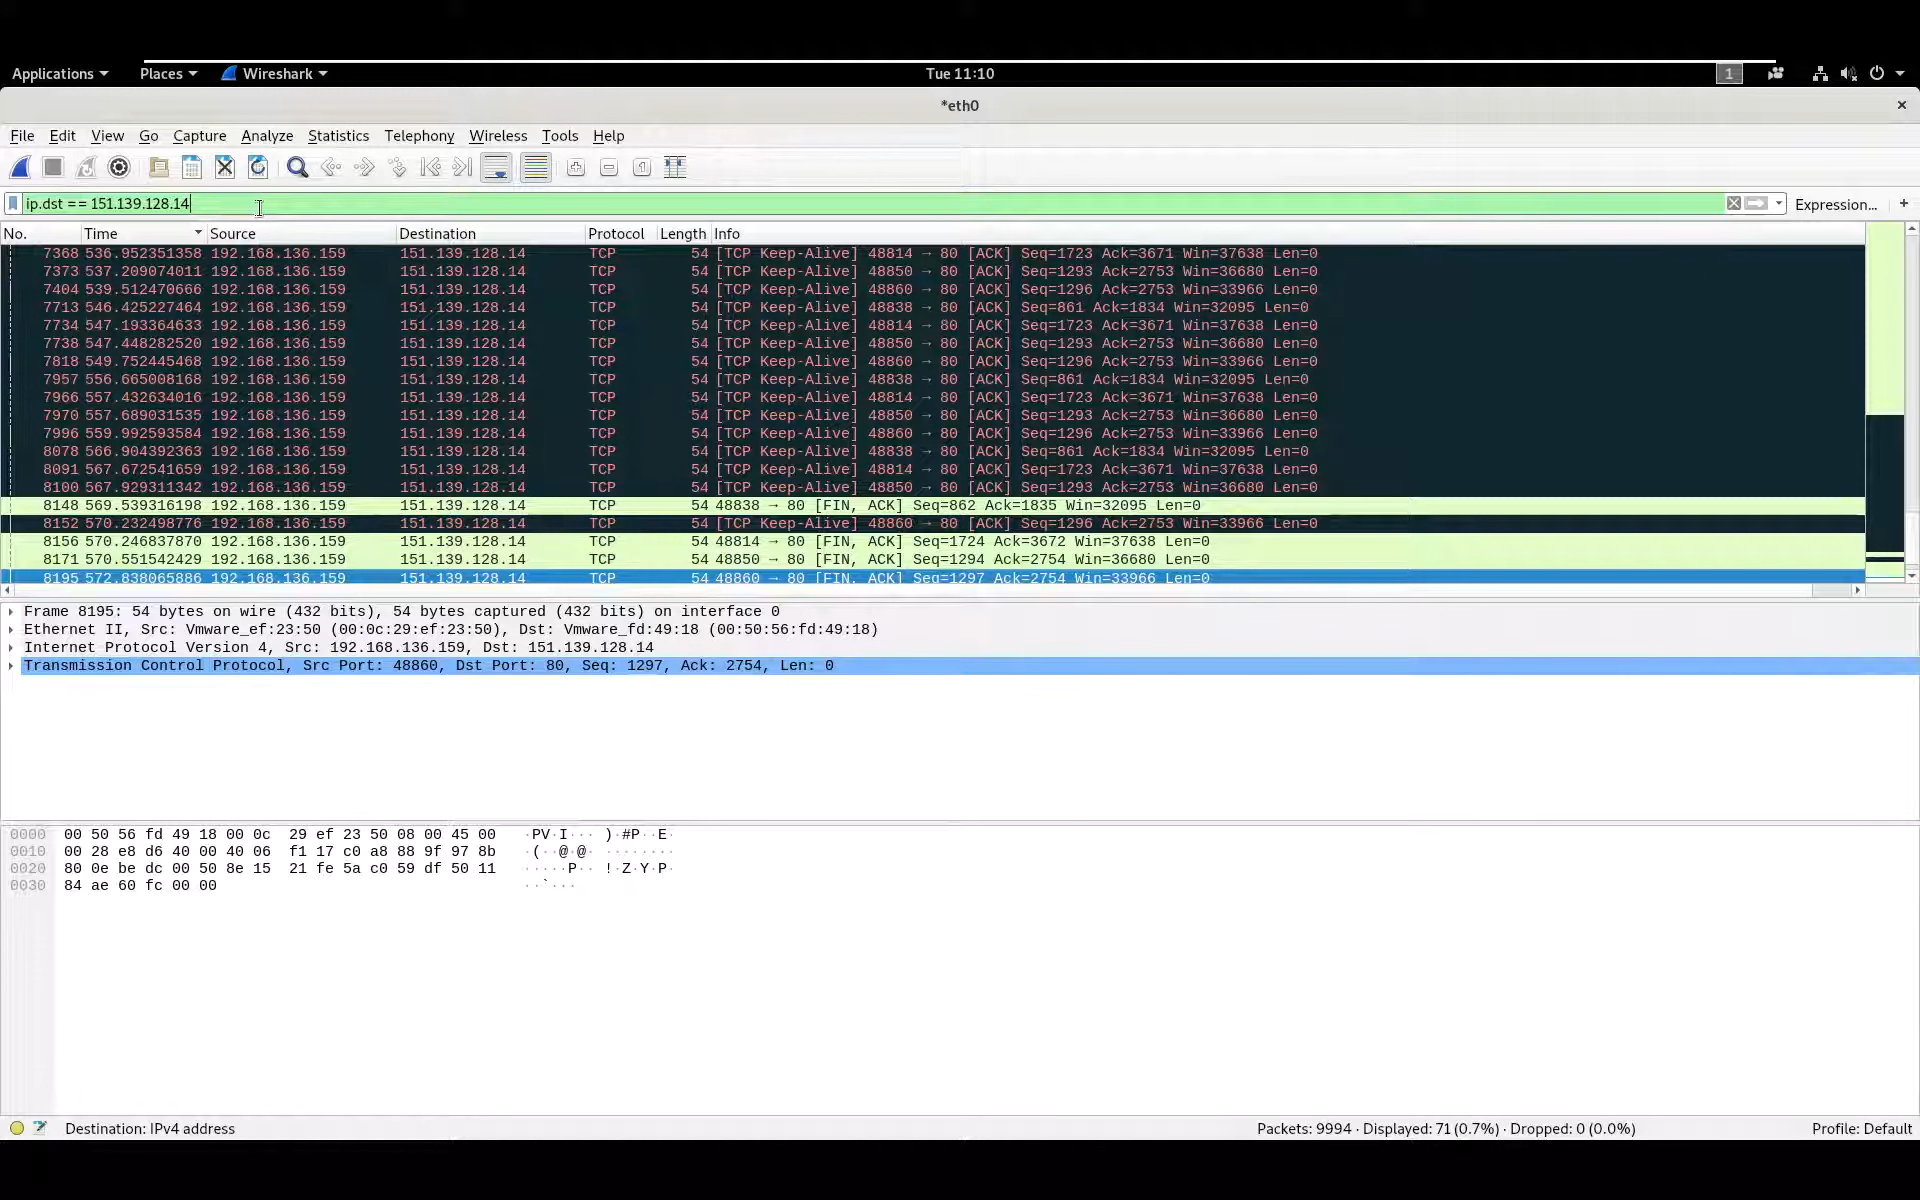 Applications Places Wireshark Tue 11:10 1
*eth0
File Edit View Go Capture Analyze Statistics Telephony Wireless Tools Help
ip.dst == 151.139.128.14 Expression... +
No. Time Source Destination Protocol Length Info
7368 536.952351358 192.168.136.159 151.139.128.14 TCP 54 [TCP Keep-Alive] 48814 → 80 [ACK] Seq=1723 Ack=3671 Win=37638 Len=0
7373 537.209074011 192.168.136.159 151.139.128.14 TCP 54 [TCP Keep-Alive] 48850 → 80 [ACK] Seq=1293 Ack=2753 Win=36680 Len=0
7404 539.512470666 192.168.136.159 151.139.128.14 TCP 54 [TCP Keep-Alive] 48860 → 80 [ACK] Seq=1296 Ack=2753 Win=33966 Len=0
7713 546.425227464 192.168.136.159 151.139.128.14 TCP 54 [TCP Keep-Alive] 48838 → 80 [ACK] Seq=861 Ack=1834 Win=32095 Len=0
7734 547.193364633 192.168.136.159 151.139.128.14 TCP 54 [TCP Keep-Alive] 48814 → 80 [ACK] Seq=1723 Ack=3671 Win=37638 Len=0
7738 547.448282520 192.168.136.159 151.139.128.14 TCP 54 [TCP Keep-Alive] 48850 → 80 [ACK] Seq=1293 Ack=2753 Win=36680 Len=0
7818 549.752445468 192.168.136.159 151.139.128.14 TCP 54 [TCP Keep-Alive] 48860 → 80 [ACK] Seq=1296 Ack=2753 Win=33966 Len=0
7957 556.665008168 192.168.136.159 151.139.128.14 TCP 54 [TCP Keep-Alive] 48838 → 80 [ACK] Seq=861 Ack=1834 Win=32095 Len=0
7966 557.432634016 192.168.136.159 151.139.128.14 TCP 54 [TCP Keep-Alive] 48814 → 80 [ACK] Seq=1723 Ack=3671 Win=37638 Len=0
7970 557.689031535 192.168.136.159 151.139.128.14 TCP 54 [TCP Keep-Alive] 48850 → 80 [ACK] Seq=1293 Ack=2753 Win=36680 Len=0
7996 559.992593584 192.168.136.159 151.139.128.14 TCP 54 [TCP Keep-Alive] 48860 → 80 [ACK] Seq=1296 Ack=2753 Win=33966 Len=0
8078 566.904392363 192.168.136.159 151.139.128.14 TCP 54 [TCP Keep-Alive] 48838 → 80 [ACK] Seq=861 Ack=1834 Win=32095 Len=0
8091 567.672541659 192.168.136.159 151.139.128.14 TCP 54 [TCP Keep-Alive] 48814 → 80 [ACK] Seq=1723 Ack=3671 Win=37638 Len=0
8100 567.929311342 192.168.136.159 151.139.128.14 TCP 54 [TCP Keep-Alive] 48850 → 80 [ACK] Seq=1293 Ack=2753 Win=36680 Len=0
8148 569.539316198 192.168.136.159 151.139.128.14 TCP 54 48838 → 80 [FIN, ACK] Seq=862 Ack=1835 Win=32095 Len=0
8152 570.232498776 192.168.136.159 151.139.128.14 TCP 54 [TCP Keep-Alive] 48860 → 80 [ACK] Seq=1296 Ack=2753 Win=33966 Len=0
8156 570.246837870 192.168.136.159 151.139.128.14 TCP 54 48814 → 80 [FIN, ACK] Seq=1724 Ack=3672 Win=37638 Len=0
8171 570.551542429 192.168.136.159 151.139.128.14 TCP 54 48850 → 80 [FIN, ACK] Seq=1294 Ack=2754 Win=36680 Len=0
8195 572.838065886 192.168.136.159 151.139.128.14 TCP 54 48860 → 80 [FIN, ACK] Seq=1297 Ack=2754 Win=33966 Len=0
Frame 8195: 54 bytes on wire (432 bits), 54 bytes captured (432 bits) on interface 0
Ethernet II, Src: Vmware_ef:23:50 (00:0c:29:ef:23:50), Dst: Vmware_fd:49:18 (00:50:56:fd:49:18)
Internet Protocol Version 4, Src: 192.168.136.159, Dst: 151.139.128.14
Transmission Control Protocol, Src Port: 48860, Dst Port: 80, Seq: 1297, Ack: 2754, Len: 0
0000 00 50 56 fd 49 18 00 0c 29 ef 23 50 08 00 45 00 ·PV·I··· )·#P··E·
0010 00 28 e8 d6 40 00 40 06 f1 17 c0 a8 88 9f 97 8b ·(··@·@· ········
0020 80 0e be dc 00 50 8e 15 21 fe 5a c0 59 df 50 11 ·····P·· !·Z·Y·P·
0030 84 ae 60 fc 00 00 ··`···
Destination: IPv4 address Packets: 9994 · Displayed: 71 (0.7%) · Dropped: 0 (0.0%) Profile: Default